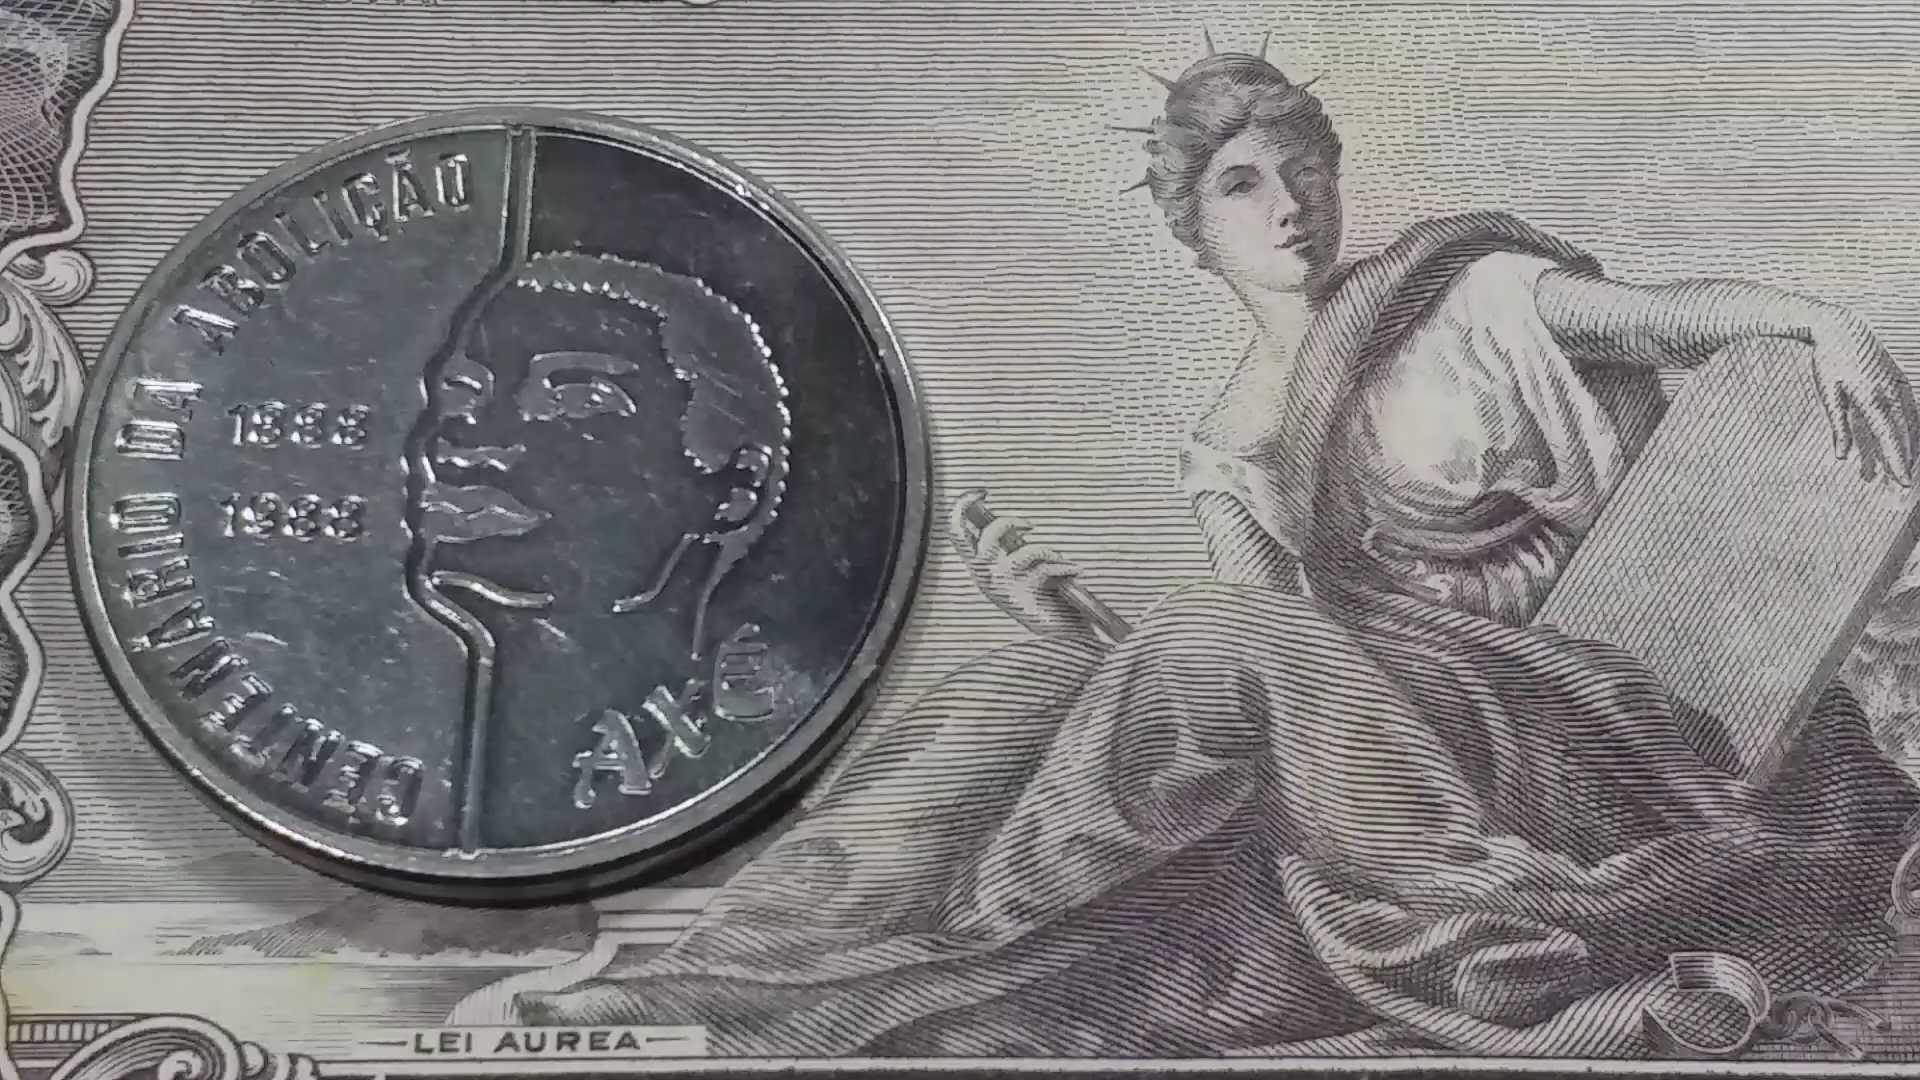 CENTENÁRIO DA ABOLIÇÃO
1888
1988
AXÉ
LEI AUREA